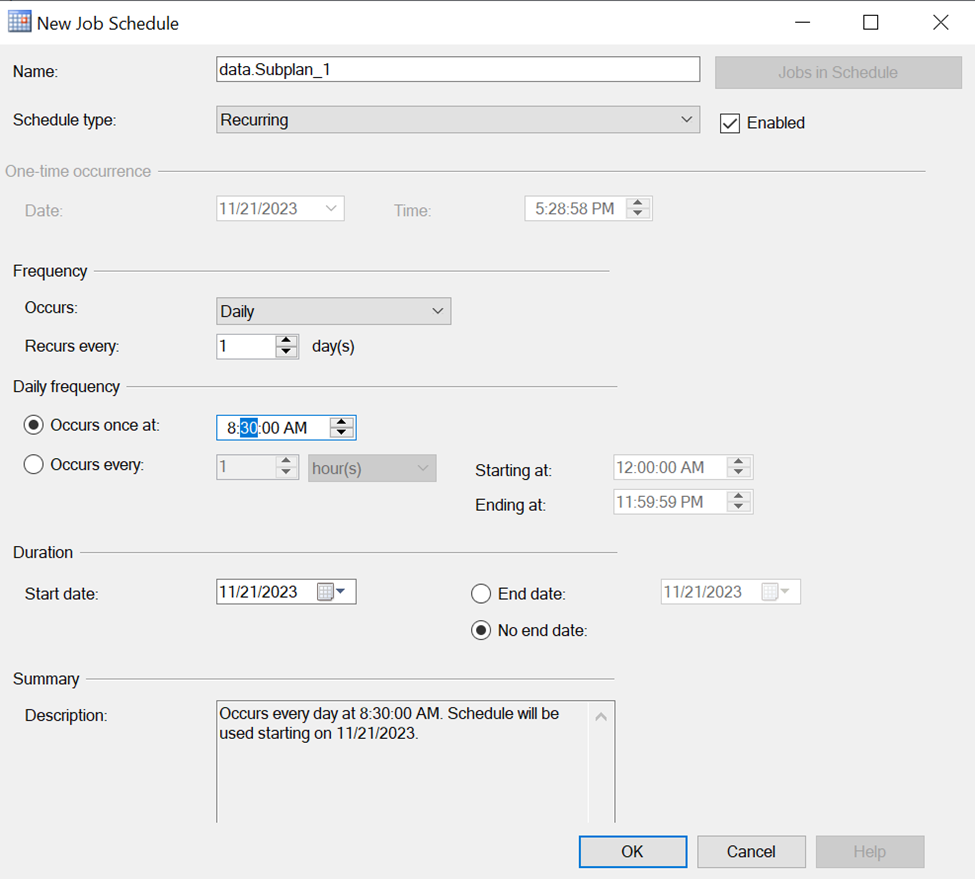 New Job Schedule
Name: data.Subplan_1 Jobs in Schedule
Schedule type: Recurring Enabled
One-time occurrence
Date: 11/21/2023 Time: 5:28:58 PM
Frequency
Occurs: Daily
Recurs every: 1 day(s)
Daily frequency
Occurs once at: 8:30:00 AM
Occurs every: 1 hour(s) Starting at: 12:00:00 AM
Ending at: 11:59:59 PM
Duration
Start date: 11/21/2023 End date: 11/21/2023
No end date:
Summary
Description: Occurs every day at 8:30:00 AM. Schedule will be
used starting on 11/21/2023.
OK Cancel Help